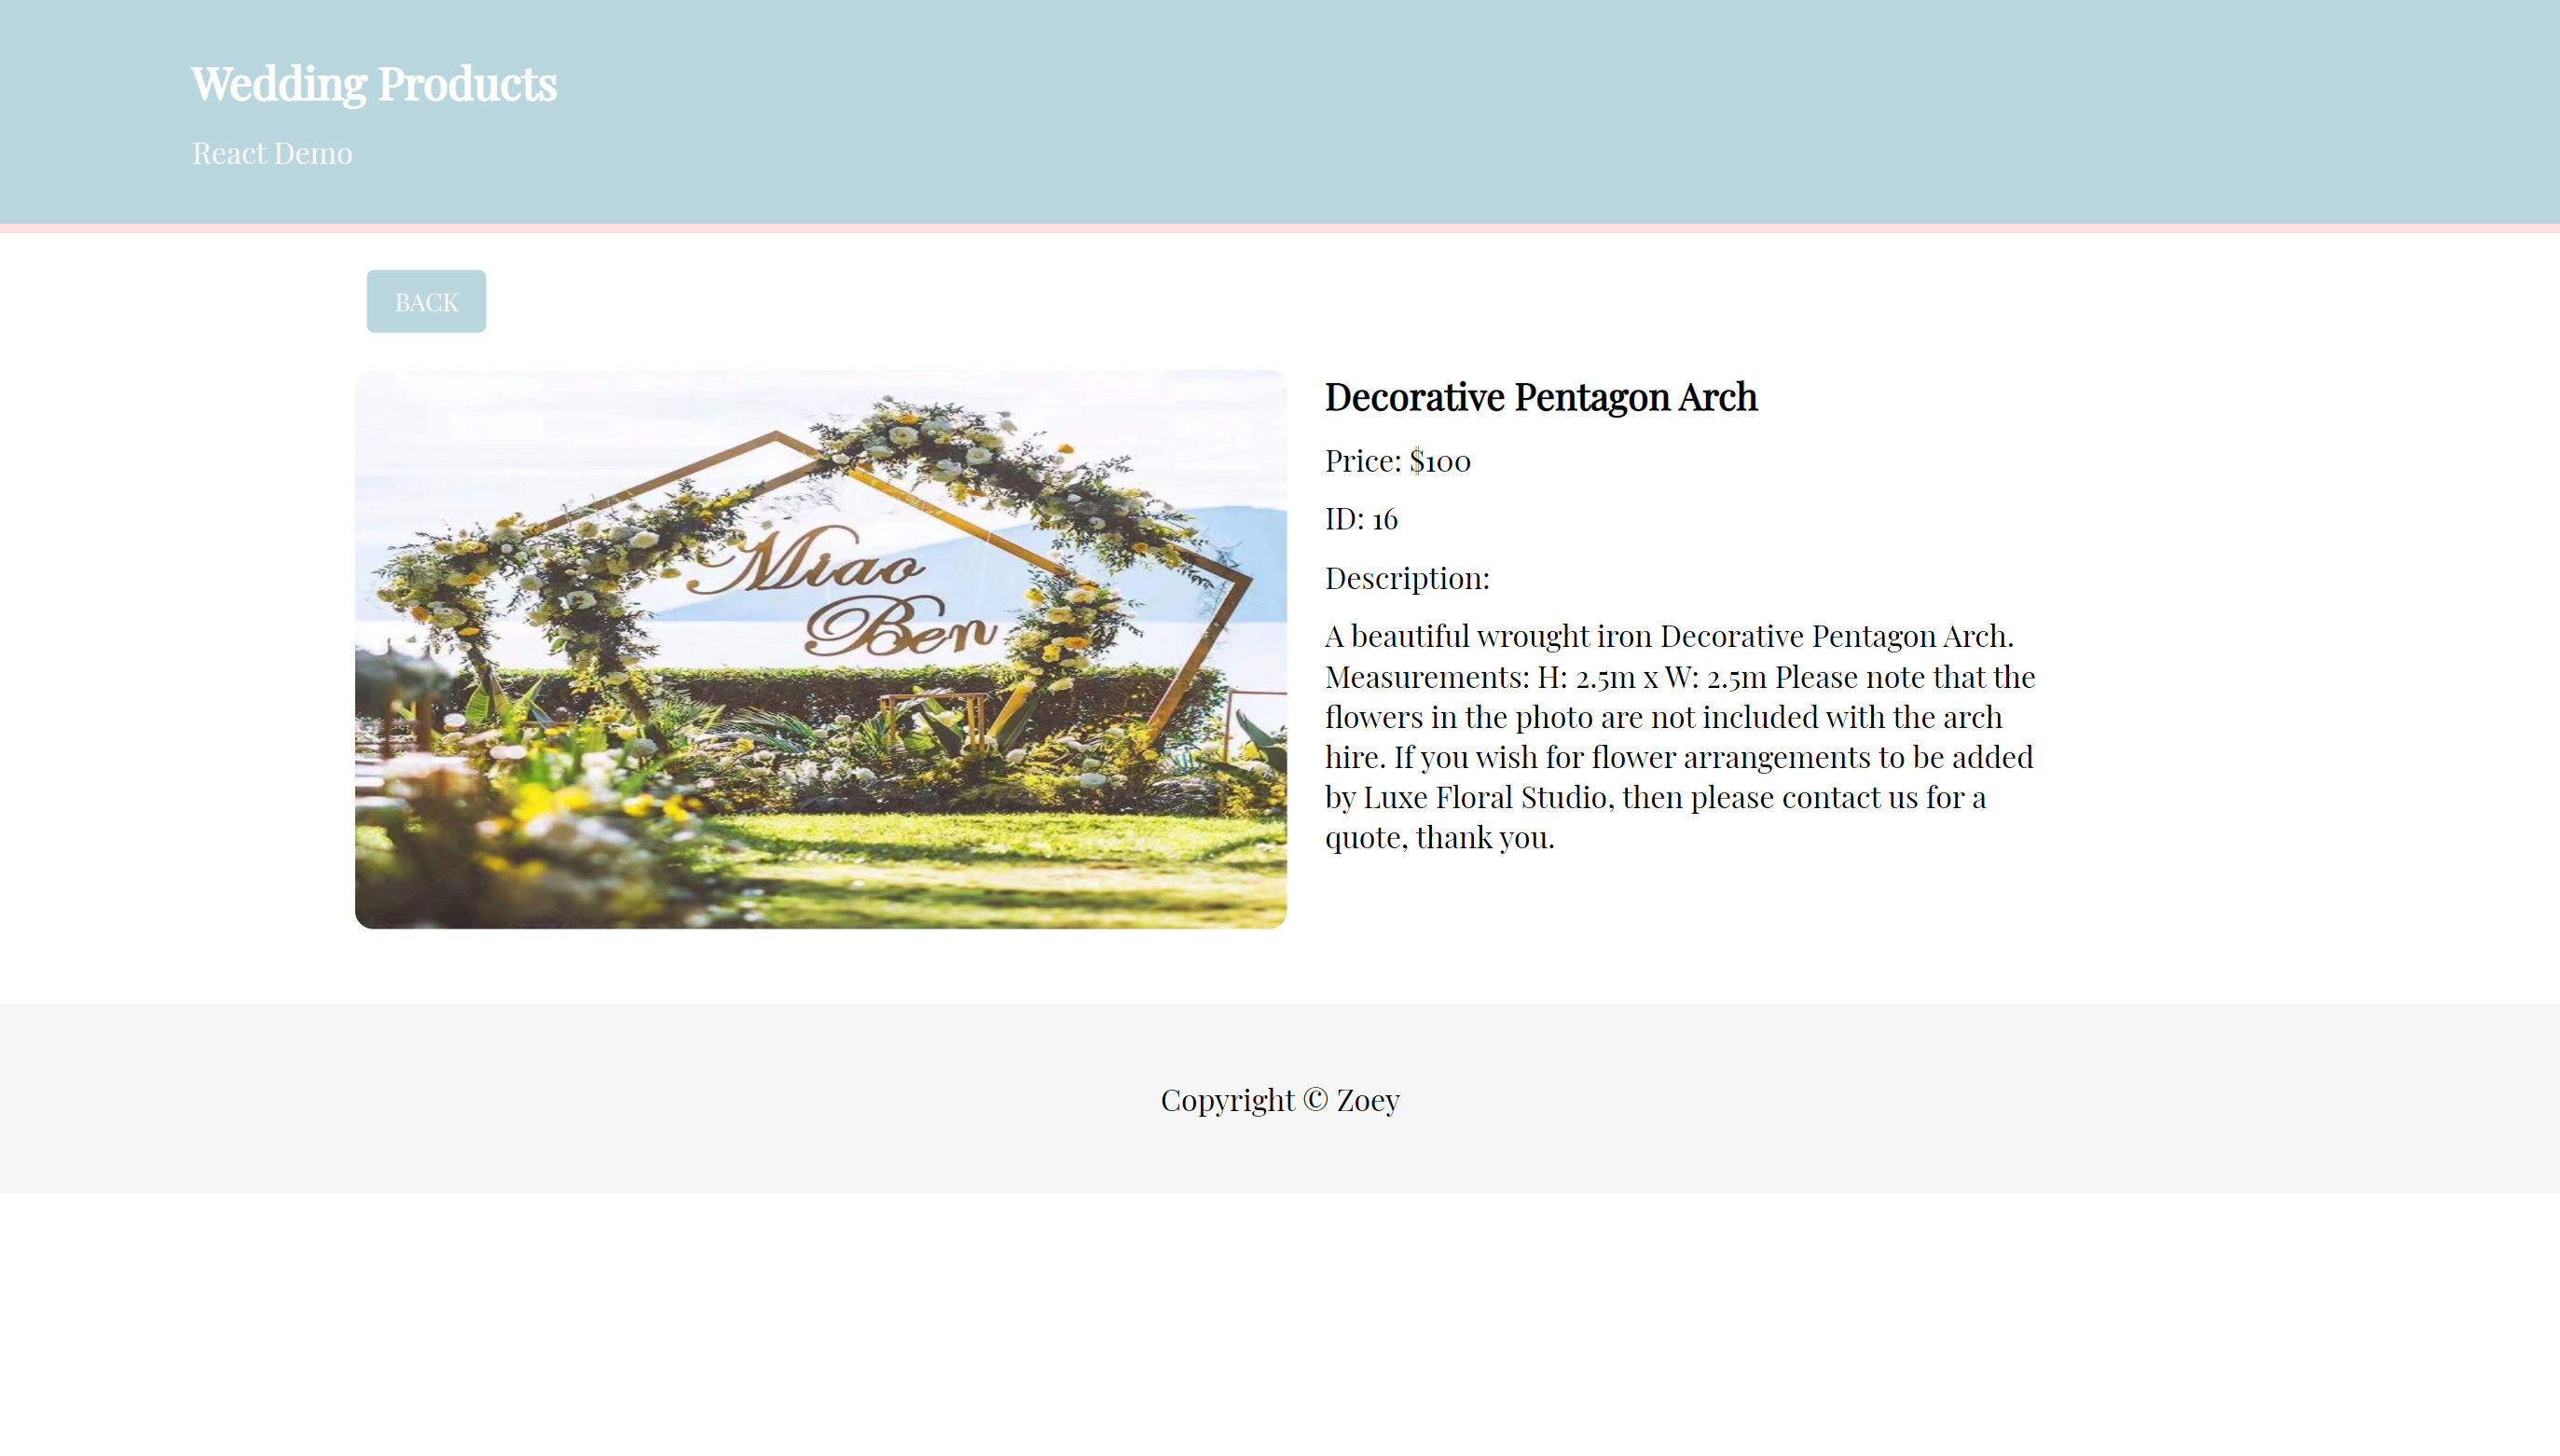 Wedding Products
React Demo
BACK
Miao
Ben
Decorative Pentagon Arch
Price: $100
ID: 16
Description:
A beautiful wrought iron Decorative Pentagon Arch.
Measurements: H: 2.5m x W: 2.5m Please note that the
flowers in the photo are not included with the arch
hire. If you wish for flower arrangements to be added
by Luxe Floral Studio, then please contact us for a
quote, thank you.
Copyright © Zoey